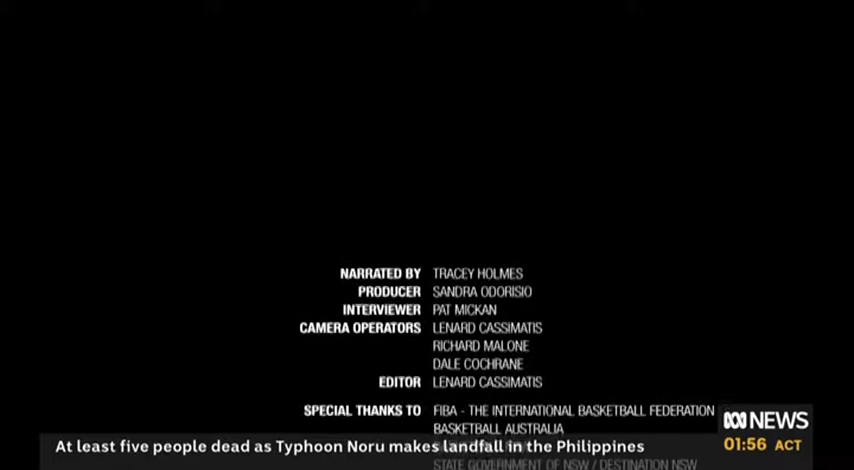 NARRATED BY TRACEY HOLMES
PRODUCER SANDRA ODORISIO
INTERVIEWER PAT MICKAN
CAMERA OPERATORS LENARD CASSIMATIS
RICHARD MALONE
DALE COCHRANE
EDITOR LENARD CASSIMATIS
SPECIAL THANKS TO FIBA - THE INTERNATIONAL BASKETBALL FEDERATION
BASKETBALL AUSTRALIA
NEWS
01:56 ACT
At least five people dead as Typhoon Noru makes landfall in the Philippines
STATE GOVERNMENT OF NSW / DESTINATION NSW